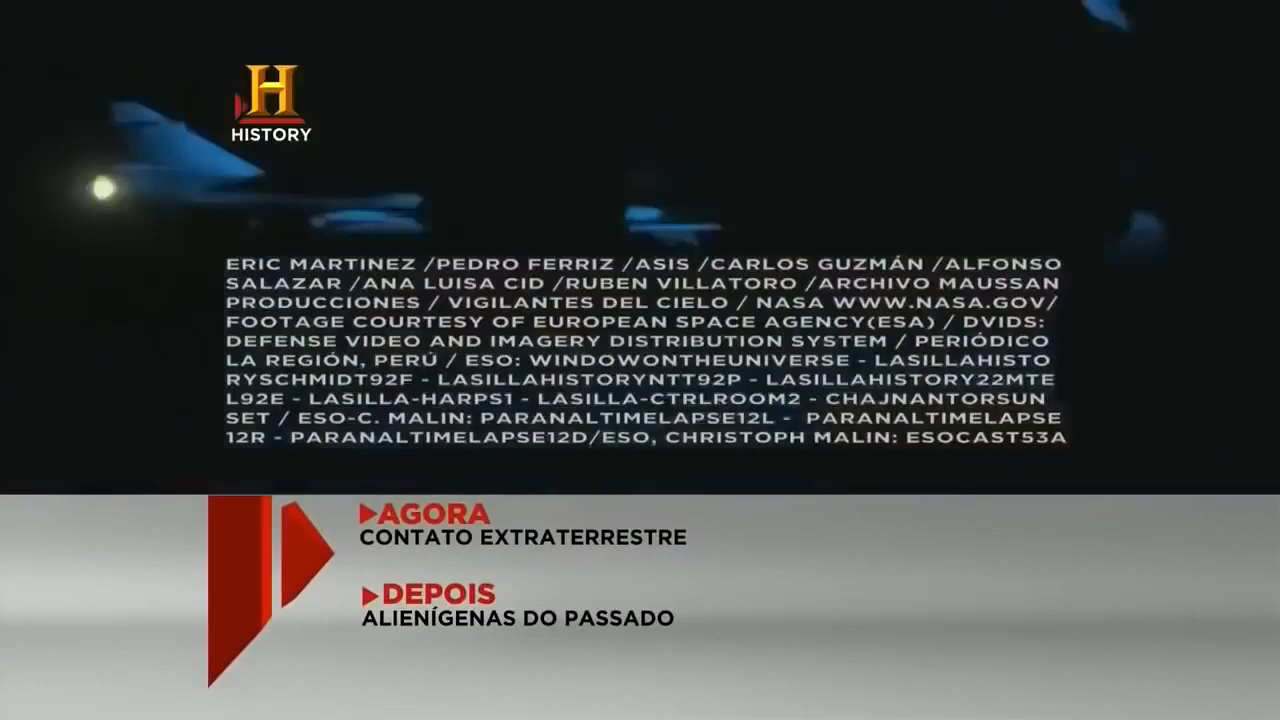 H
HISTORY
ERIC MARTINEZ /PEDRO FERRIZ /ASIS /CARLOS GUZMÁN /ALFONSO
SALAZAR /ANA LUISA CID /RUBEN VILLATORO /ARCHIVO MAUSSAN
PRODUCCIONES / VIGILANTES DEL CIELO / NASA WWW.NASA.GOV/
FOOTAGE COURTESY OF EUROPEAN SPACE AGENCY(ESA) / DVIDS:
DEFENSE VIDEO AND IMAGERY DISTRIBUTION SYSTEM / PERIÓDICO
LA REGIÓN, PERÚ / ESO: WINDOWONTHEUNIVERSE - LASILLAHISTO
RYSCHMIDT92F - LASILLAHISTORYNTT92P - LASILLAHISTORY22MTE
L92E - LASILLA-HARPS1 - LASILLA-CTRLROOM2 - CHAJNANTORSUN
SET / ESO-C. MALIN: PARANALTIMELAPSE12L - PARANALTIMELAPSE
12R - PARANALTIMELAPSE12D/ESO, CHRISTOPH MALIN: ESOCAST53A
AGORA
CONTATO EXTRATERRESTRE
DEPOIS
ALIENÍGENAS DO PASSADO